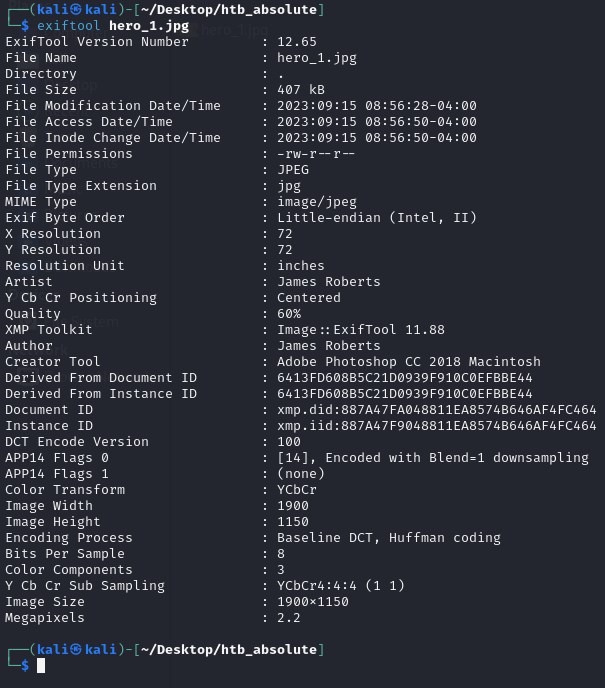 ┌──(kali㉿kali)-[~/Desktop/htb_absolute]
└─$ exiftool hero_1.jpg
ExifTool Version Number         : 12.65
File Name                       : hero_1.jpg
Directory                       : .
File Size                       : 407 kB
File Modification Date/Time     : 2023:09:15 08:56:28-04:00
File Access Date/Time           : 2023:09:15 08:56:50-04:00
File Inode Change Date/Time     : 2023:09:15 08:56:50-04:00
File Permissions                : -rw-r--r--
File Type                       : JPEG
File Type Extension             : jpg
MIME Type                       : image/jpeg
Exif Byte Order                 : Little-endian (Intel, II)
X Resolution                    : 72
Y Resolution                    : 72
Resolution Unit                 : inches
Artist                          : James Roberts
Y Cb Cr Positioning             : Centered
Quality                         : 60%
XMP Toolkit                     : Image::ExifTool 11.88
Author                          : James Roberts
Creator Tool                    : Adobe Photoshop CC 2018 Macintosh
Derived From Document ID        : 6413FD608B5C21D0939F910C0EFBBE44
Derived From Instance ID        : 6413FD608B5C21D0939F910C0EFBBE44
Document ID                     : xmp.did:887A47FA048811EA8574B646AF4FC464
Instance ID                     : xmp.iid:887A47F9048811EA8574B646AF4FC464
DCT Encode Version              : 100
APP14 Flags 0                   : [14], Encoded with Blend=1 downsampling
APP14 Flags 1                   : (none)
Color Transform                 : YCbCr
Image Width                     : 1900
Image Height                    : 1150
Encoding Process                : Baseline DCT, Huffman coding
Bits Per Sample                 : 8
Color Components                : 3
Y Cb Cr Sub Sampling            : YCbCr4:4:4 (1 1)
Image Size                      : 1900×1150
Megapixels                      : 2.2
┌──(kali㉿kali)-[~/Desktop/htb_absolute]
└─$